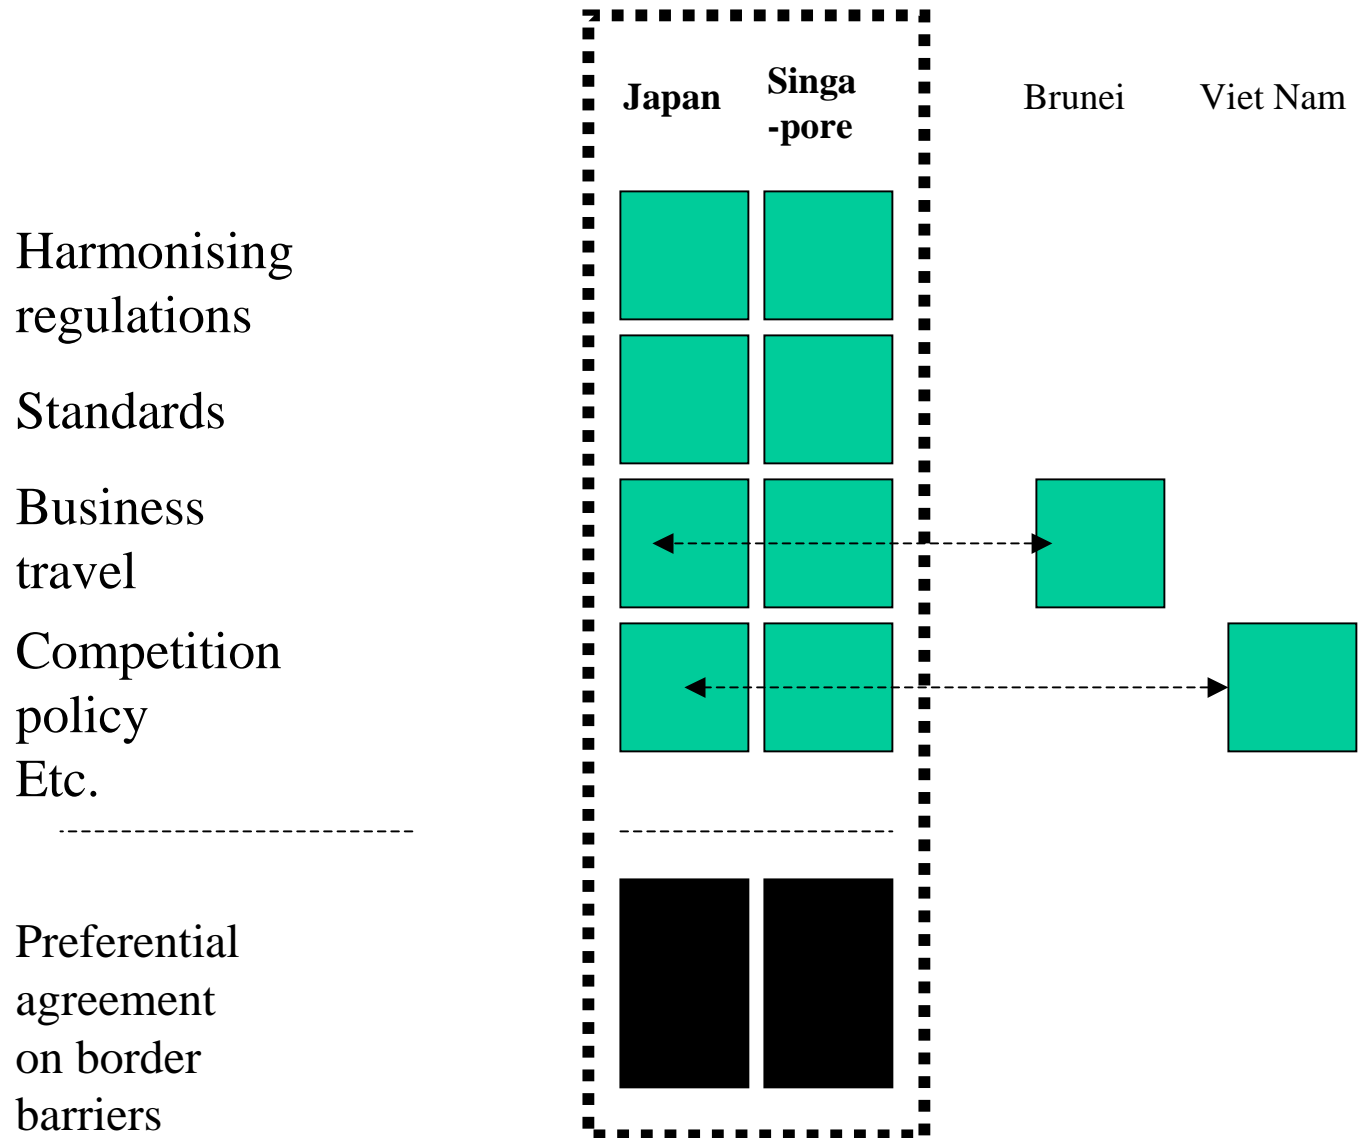 Japan
Singa
-pore
Brunei
Viet Nam
Harmonising
regulations
Standards
Business
travel
Competition
policy
Etc.
Preferential
agreement
on border
barriers